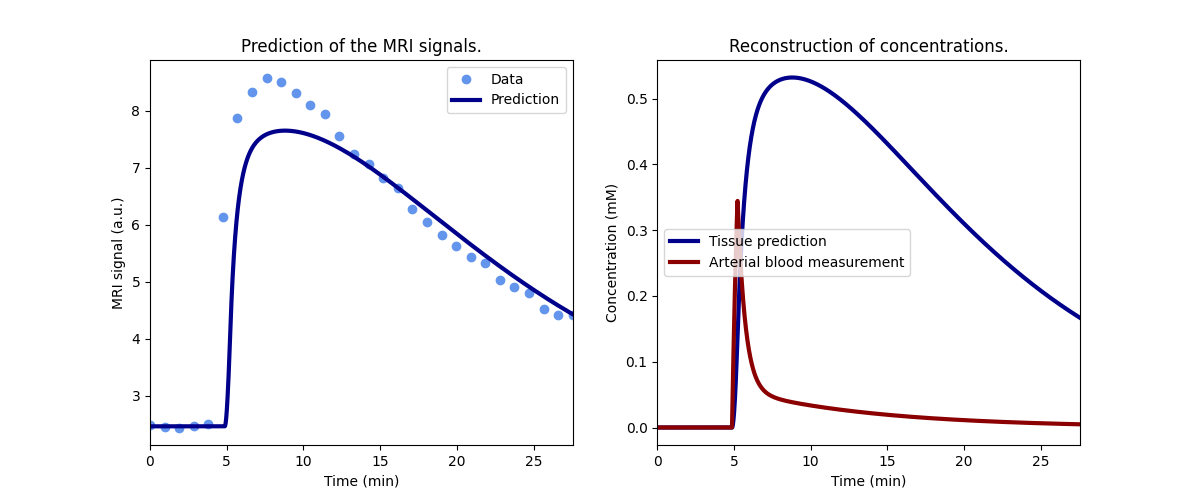 Prediction of the MRI signals.
MRI signal (a.u.)
8
7
6
5
4
3
0 5 10 15 20 25
Time (min)
Data
Prediction
Reconstruction of concentrations.
Concentration (mM)
0.5
0.4
0.3
0.2
0.1
0.0
0 5 10 15 20 25
Time (min)
Tissue prediction
Arterial blood measurement